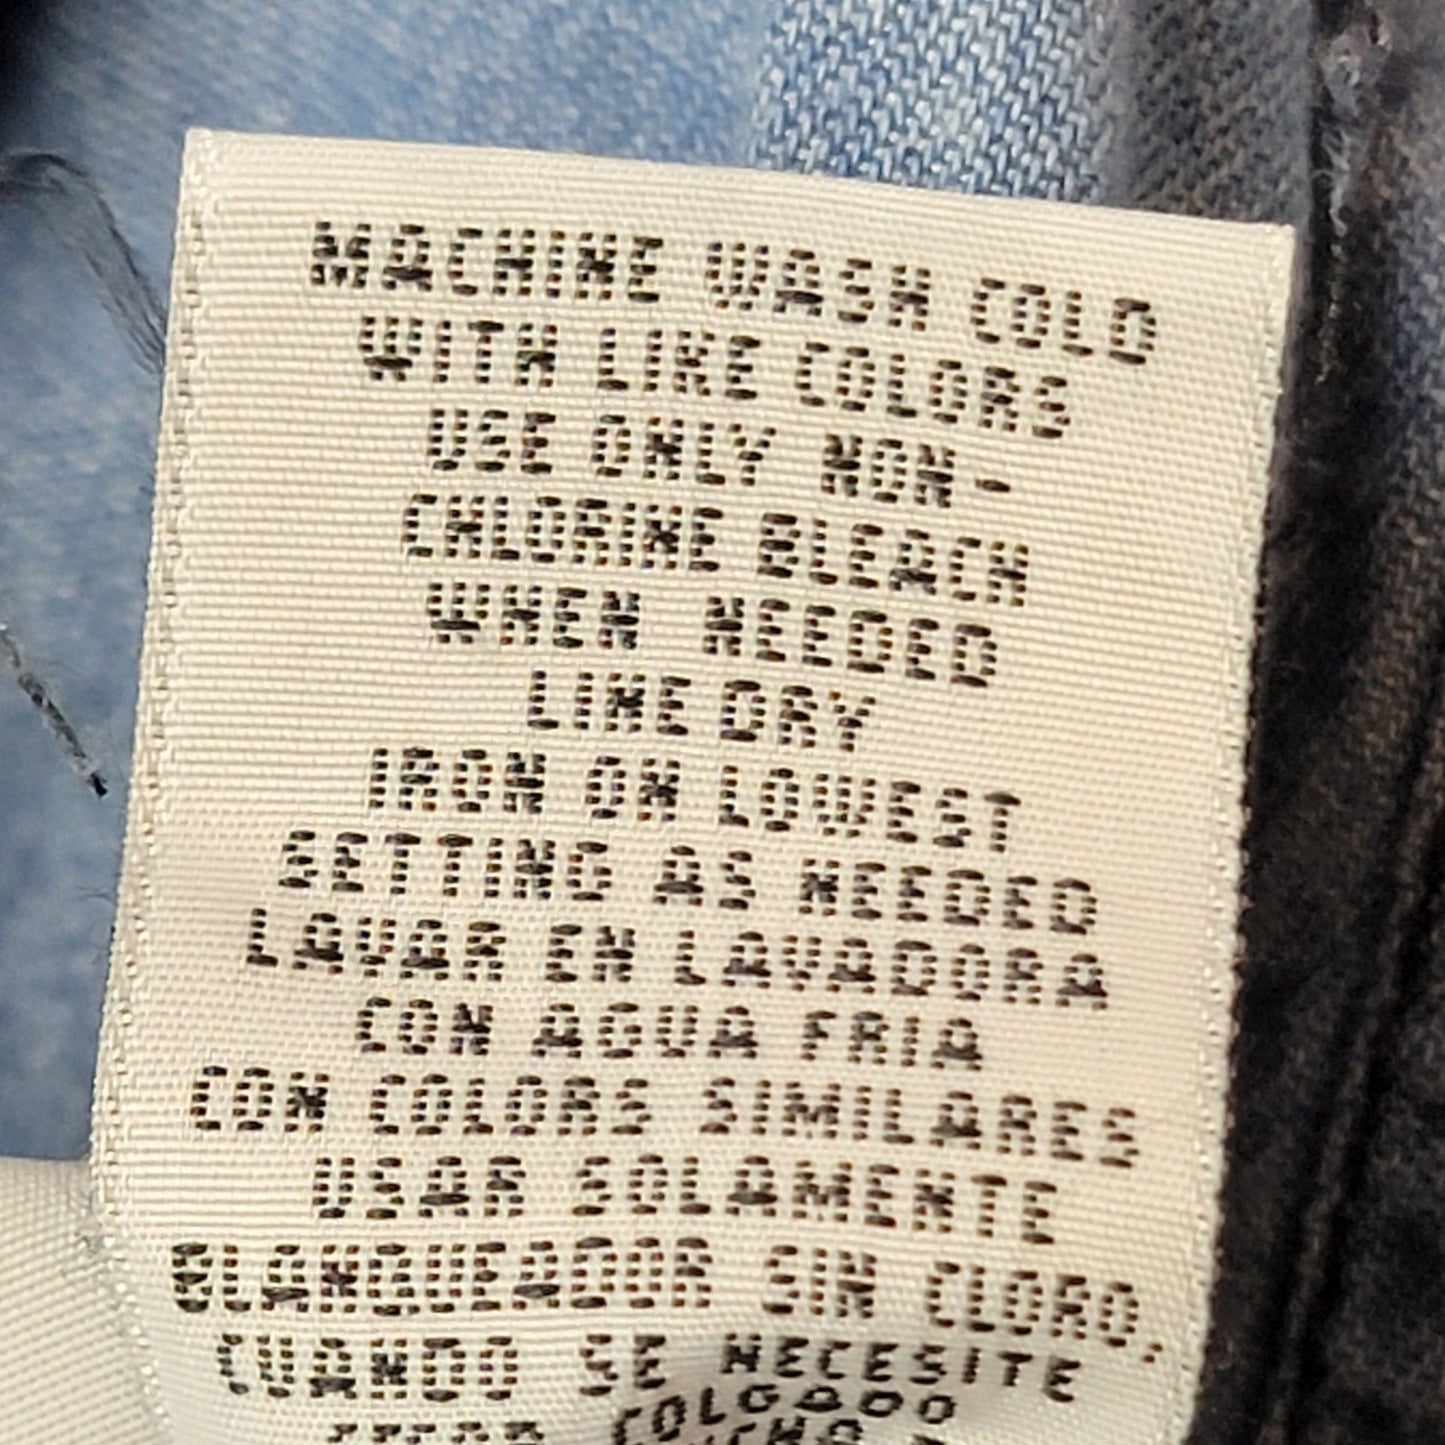 MACHINE WASH COLD
WITH LIKE COLORS
USE ONLY NON-
CHLORINE BLEACH
WHEN NEEDED
LINE DRY
IRON ON LOWEST
SETTING AS NEEDED
LAVAR EN LAVADORA
CON AGUA FRIA
CON COLORS SIMILARES
USAR SOLAMENTE
BLANQUEADOR SIN CLORO,
CUANDO SE NECESITE
COLGADO